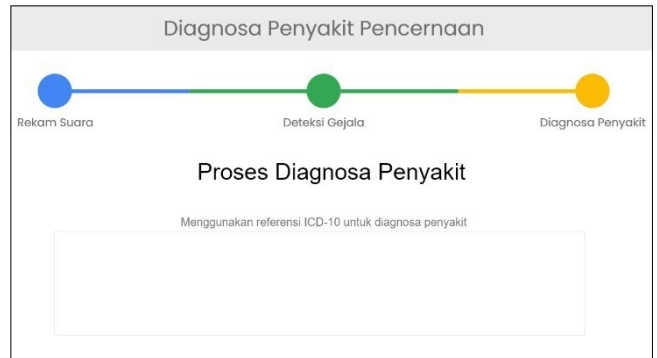 Diagnosa Penyakit Pencernaan
Rekam Suara
Deteksi Gejala
Diagnosa Penyakit
Proses Diagnosa Penyakit
Menggunakan referensi ICD-10 untuk diagnosa penyakit